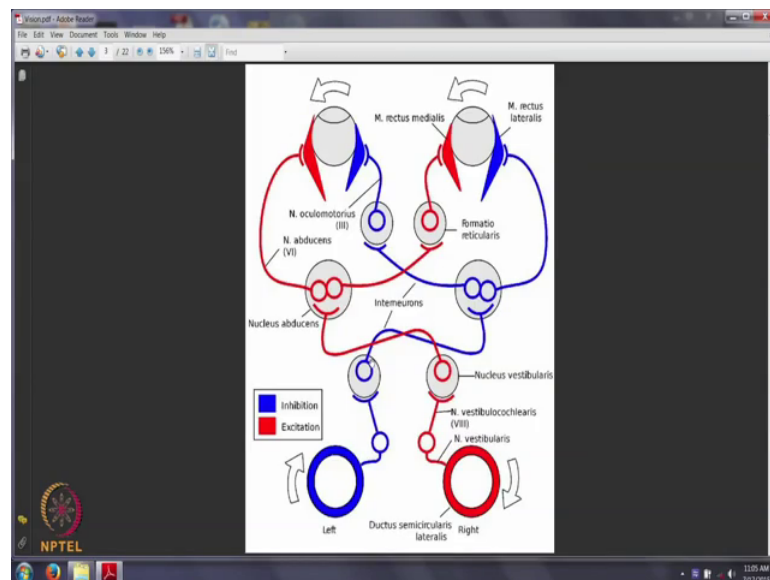 Vision.pdf - Adobe Reader
File Edit View Document Tools Window Help
3 / 22 156% Find
M. rectus medialis
M. rectus
lateralis
N. oculomotorius
(III)
N. abducens
(VI)
Formatio
reticularis
Interneurons
Nucleus abducens
Nucleus vestibularis
Inhibition
Excitation
N. vestibulocochlearis
(VIII)
N. vestibularis
Left
Ductus semicircularis
lateralis
Right
NPTEL
11:05 AM